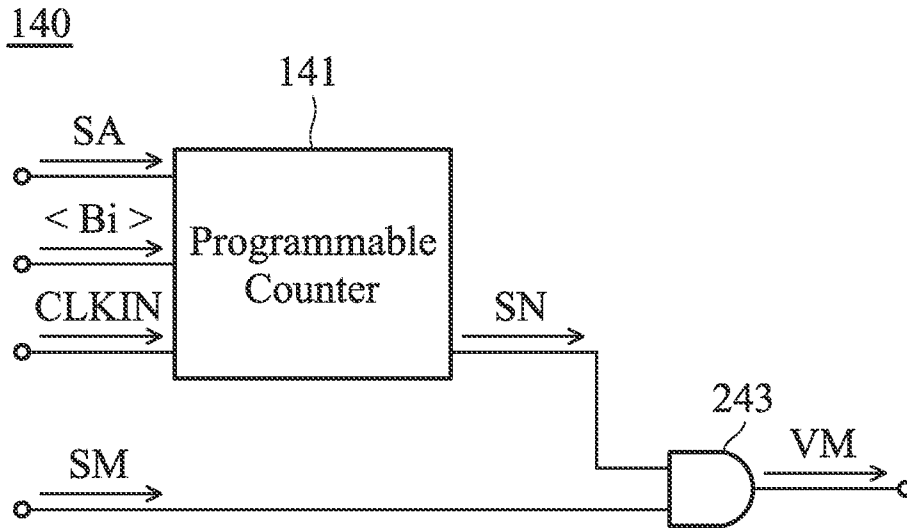 140
141
SA
< Bi >
CLKIN
Programmable
Counter
SN
243
VM
SM